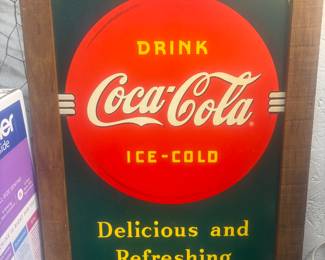 DRINK
Coca-Cola
ICE-COLD
Delicious and
Refreshing